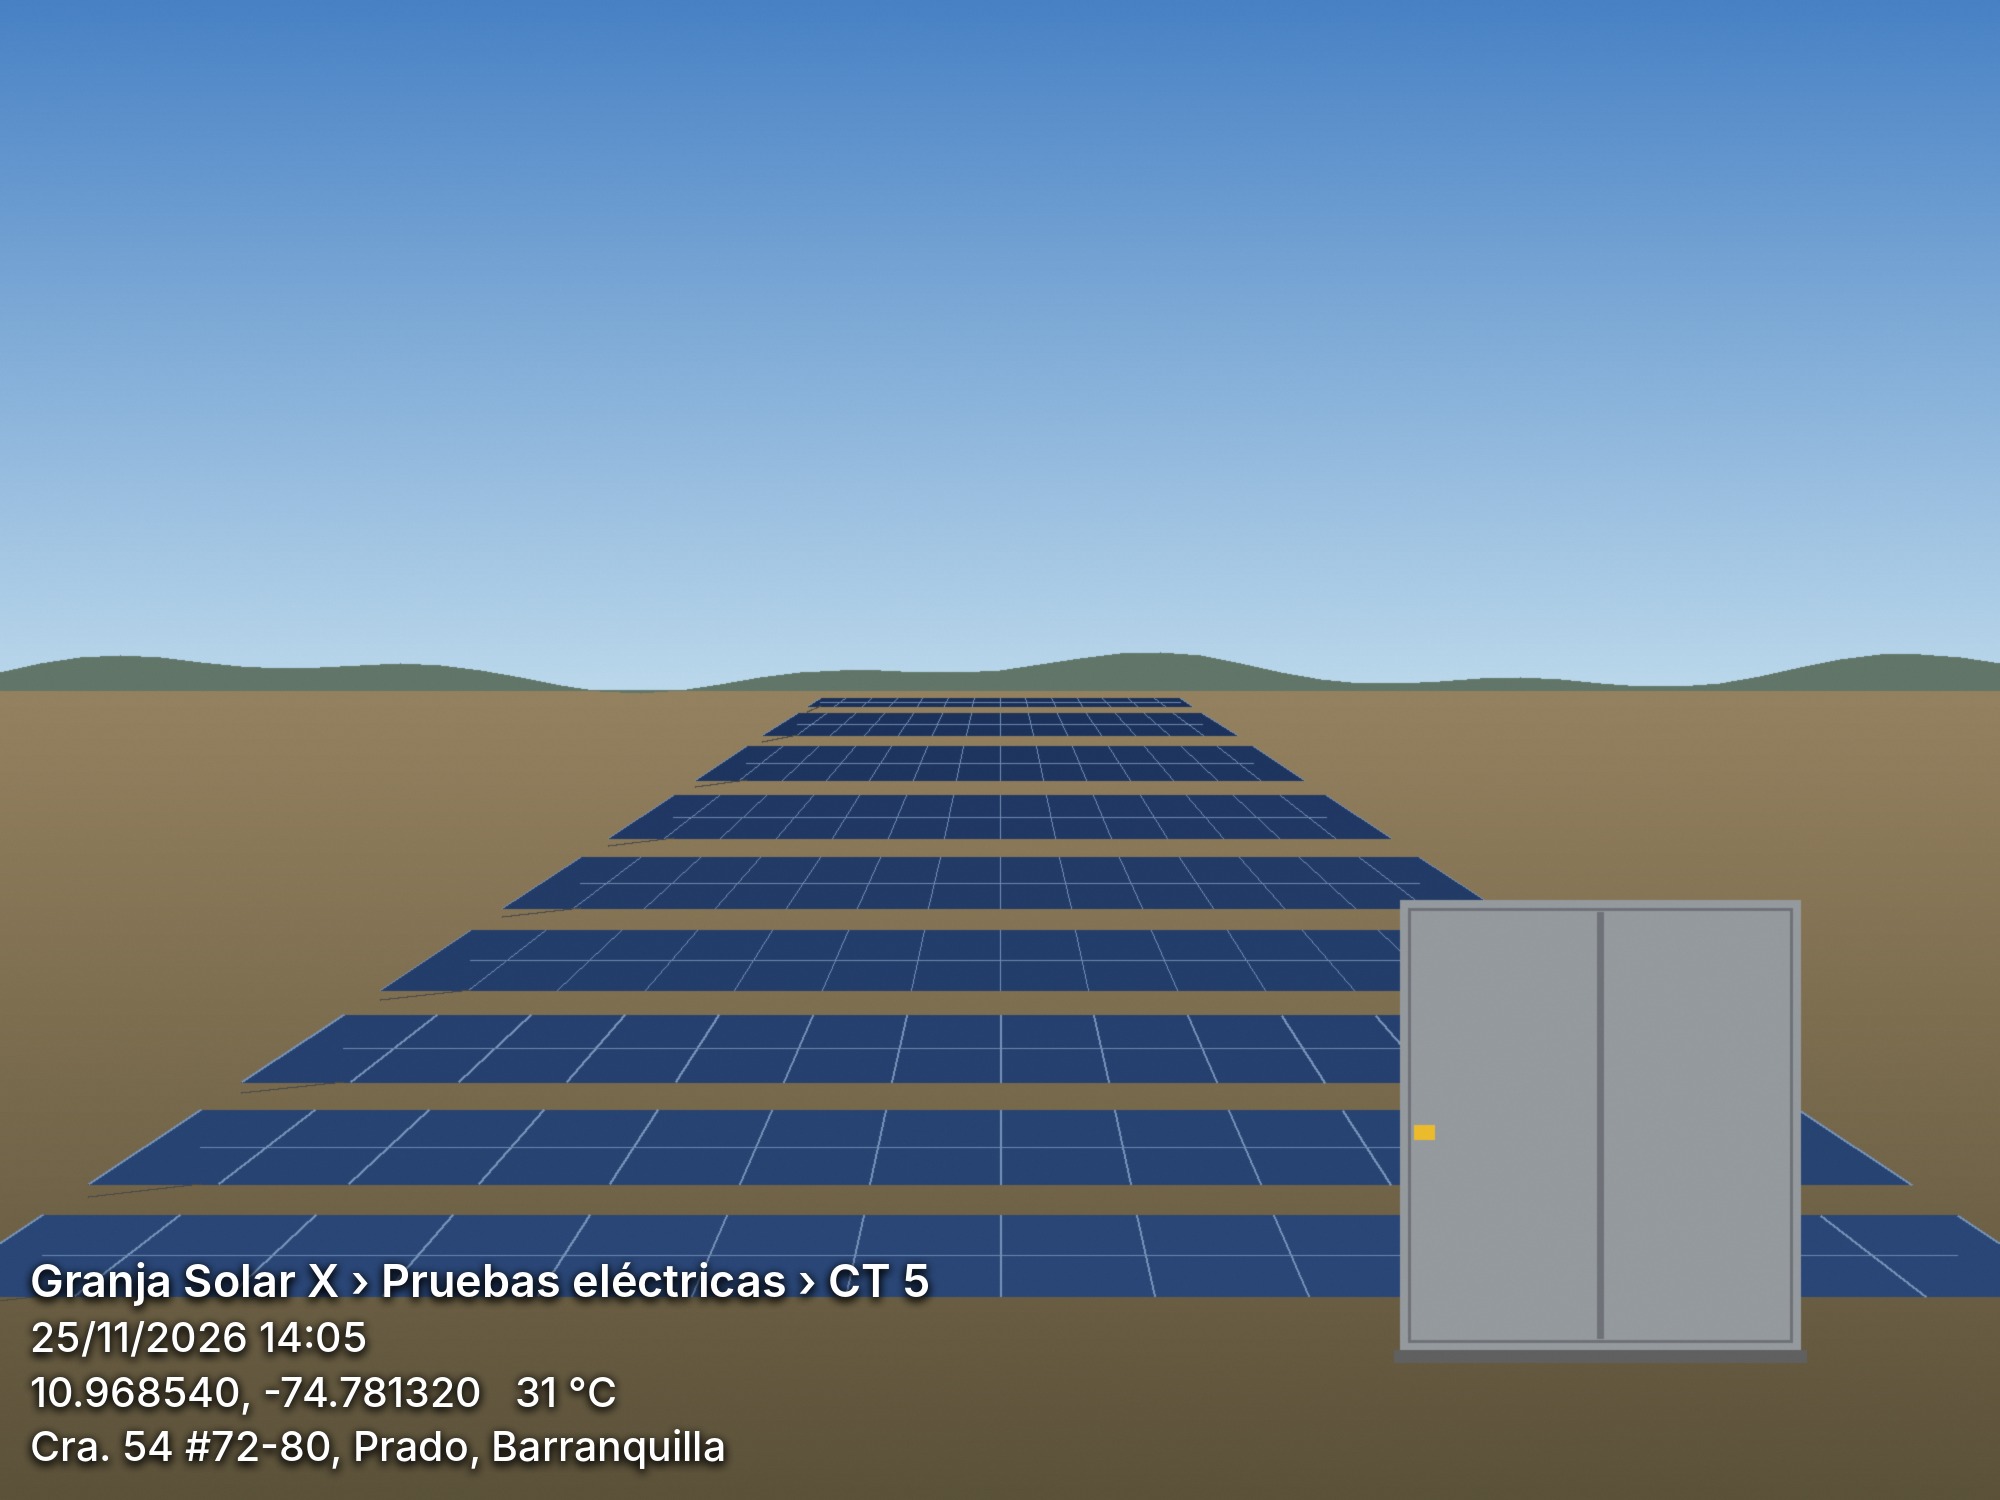 Granja Solar X › Pruebas eléctricas › CT 5
25/11/2026 14:05
10.968540, -74.781320   31 °C
Cra. 54 #72-80, Prado, Barranquilla